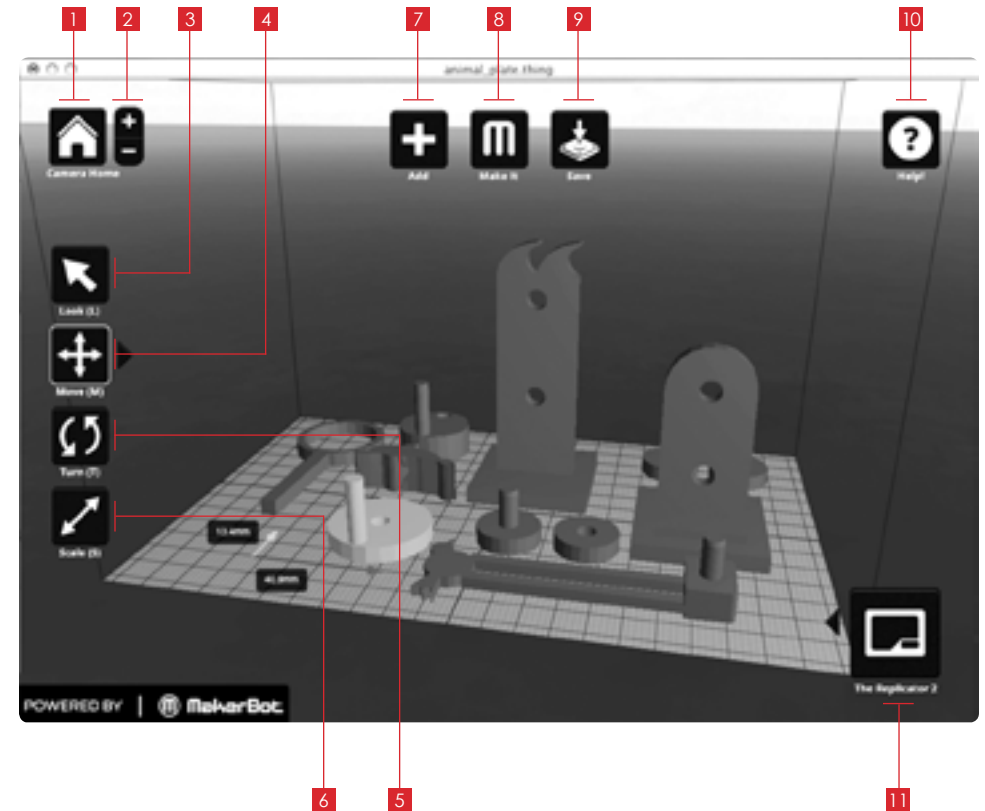 1
2
3
4
7
8
9
10
animal_plate.thing
+
-
?
Camera Home
Add
Make It
Save
Help!
Look (L)
Move (M)
Turn (T)
Scale (S)
The Replicator 2
POWERED BY | MakerBot.
6
5
11